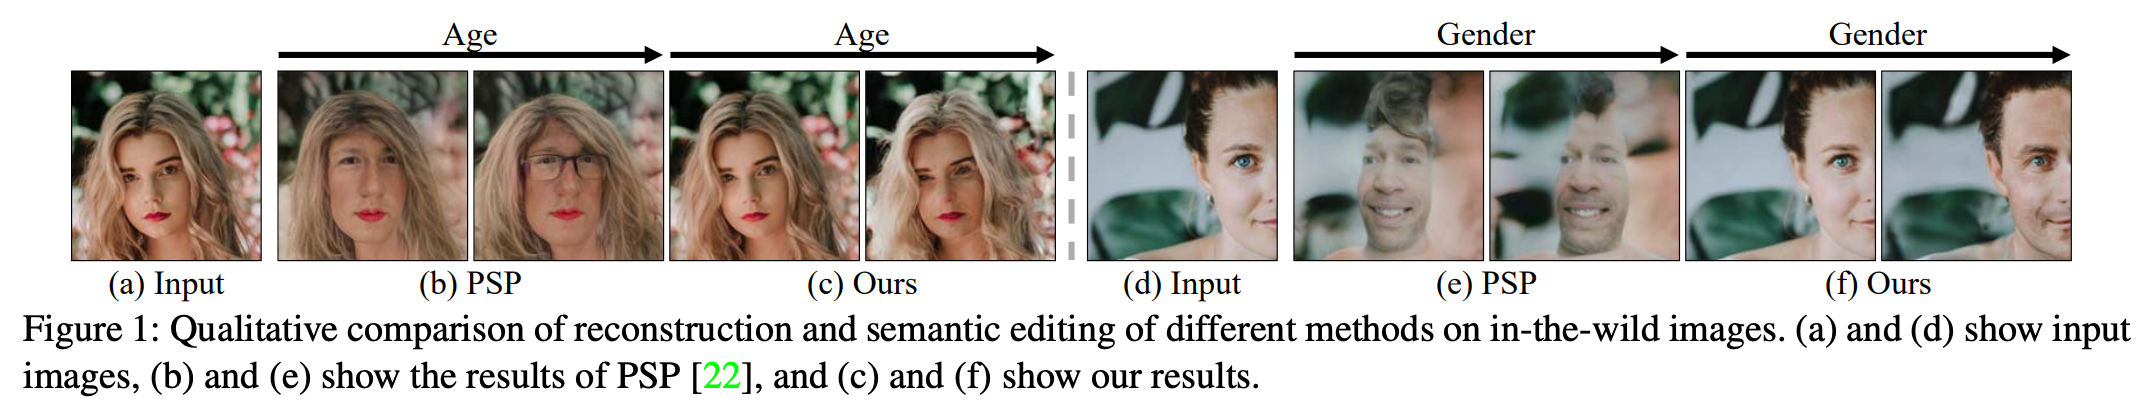 Age Age Gender Gender
(a) Input (b) PSP (c) Ours (d) Input (e) PSP (f) Ours
Figure 1: Qualitative comparison of reconstruction and semantic editing of different methods on in-the-wild images. (a) and (d) show input
images, (b) and (e) show the results of PSP [22], and (c) and (f) show our results.